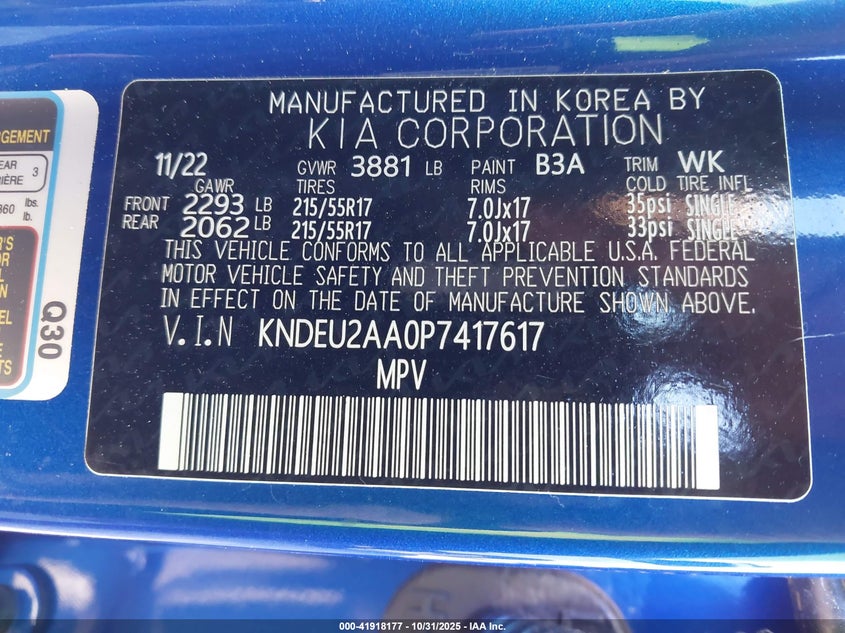 MANUFACTURED IN KOREA BY
KIA CORPORATION
11/22 GVWR 3881 LB PAINT B3A TRIM WK
GAWR TIRES RIMS COLD TIRE INFL
FRONT 2293 LB 215/55R17 7.0Jx17 35psi SINGLE
REAR 2062 LB 215/55R17 7.0Jx17 33psi SINGLE
THIS VEHICLE CONFORMS TO ALL APPLICABLE U.S.A. FEDERAL
MOTOR VEHICLE SAFETY AND THEFT PREVENTION STANDARDS
IN EFFECT ON THE DATE OF MANUFACTURE SHOWN ABOVE.
V.I.N KNDEU2AA0P7417617
MPV
3
lbs.
lb.
Q30
000-41918177 - 10/31/2025 - IAA Inc.